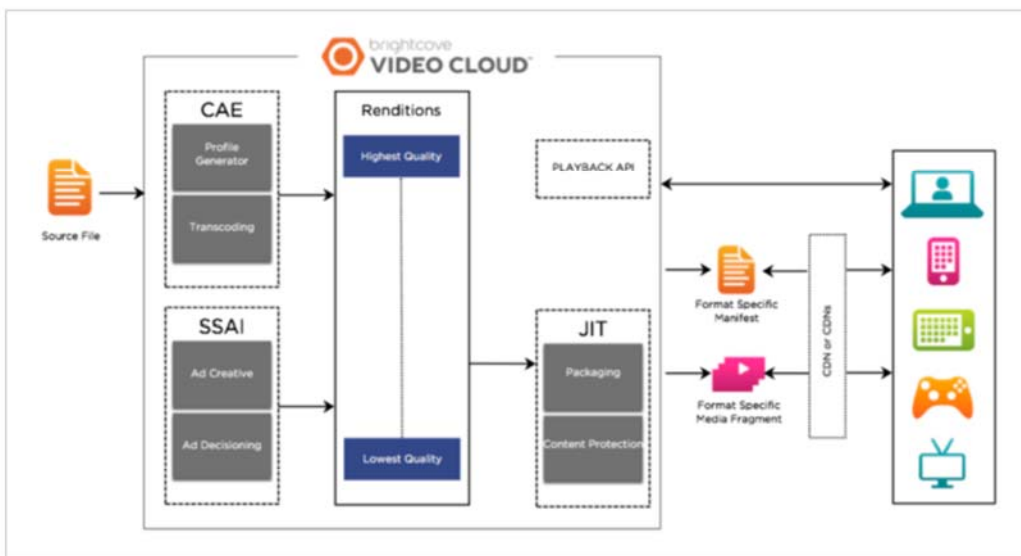 brightcove
VIDEO CLOUD™
CAE
Profile
Generator
Transcoding
Renditions
Highest Quality
Lowest Quality
PLAYBACK API
Source File
SSAI
Ad Creative
Ad Decisioning
JIT
Packaging
Content Protection
Format Specific
Manifest
Format Specific
Media Fragment
CDN or CDNs